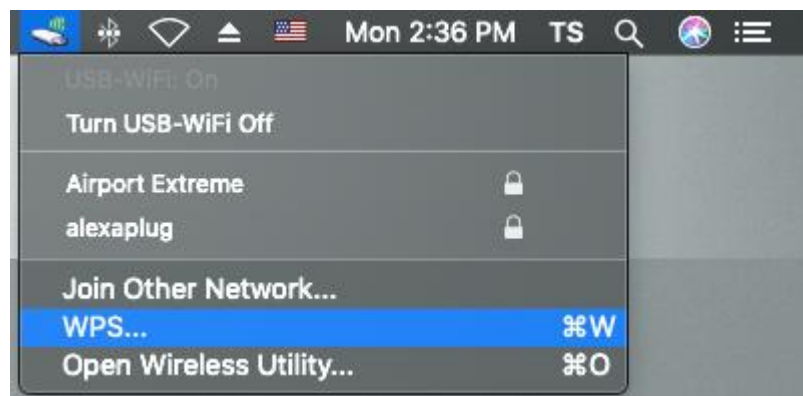 Mon 2:36 PM TS
USB-WiFi: On
Turn USB-WiFi Off
Airport Extreme
alexaplug
Join Other Network...
WPS... ⌘W
Open Wireless Utility... ⌘O